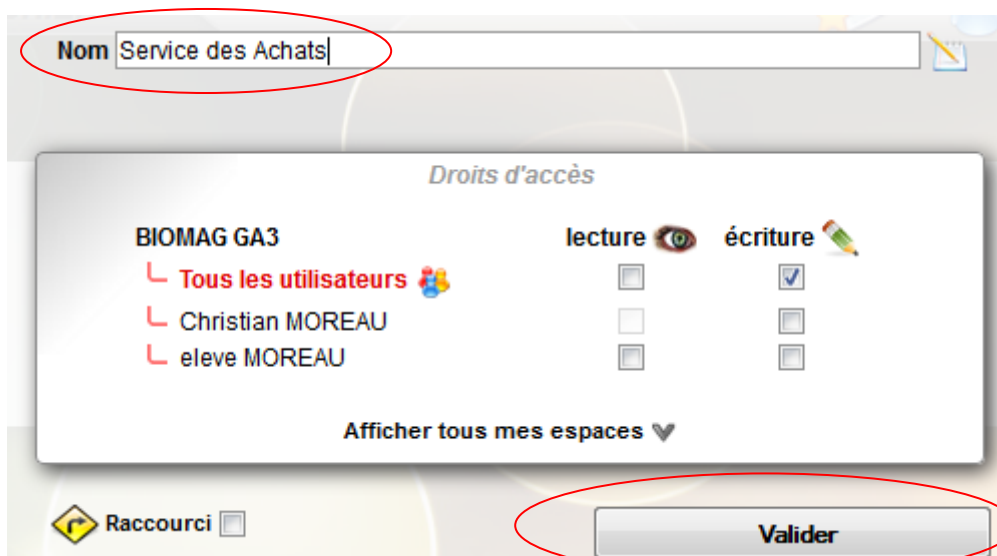 Nom Service des Achats
Droits d'accès
BIOMAG GA3 lecture écriture
Tous les utilisateurs
Christian MOREAU
eleve MOREAU
Afficher tous mes espaces
Raccourci Valider